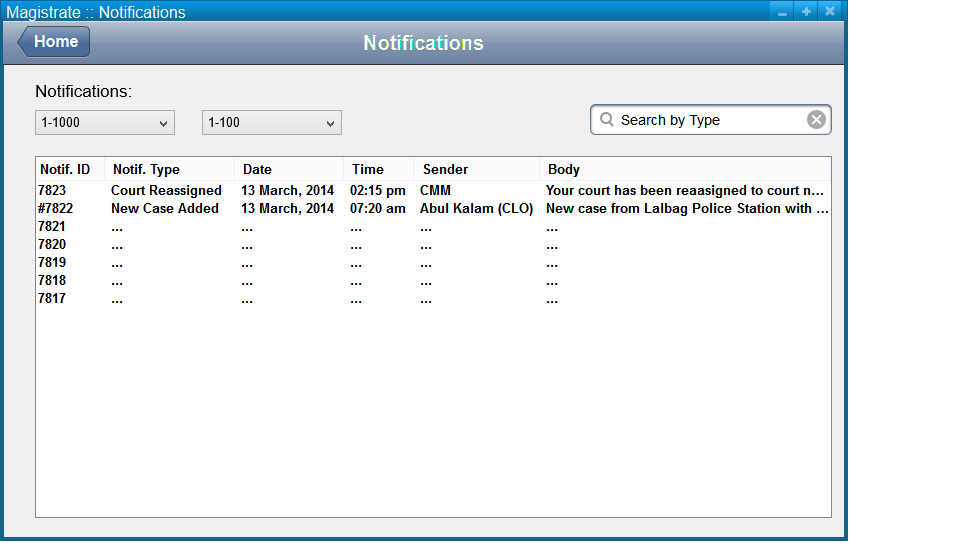 Magistrate :: Notifications
Home
Notifications
Notifications:
1-1000
1-100
Search by Type
Notif. ID Notif. Type Date Time Sender Body
7823 Court Reassigned 13 March, 2014 02:15 pm CMM Your court has been reaasigned to court n...
#7822 New Case Added 13 March, 2014 07:20 am Abul Kalam (CLO) New case from Lalbag Police Station with ...
7821 ... ... ... ... ...
7820 ... ... ... ... ...
7819 ... ... ... ... ...
7818 ... ... ... ... ...
7817 ... ... ... ... ...